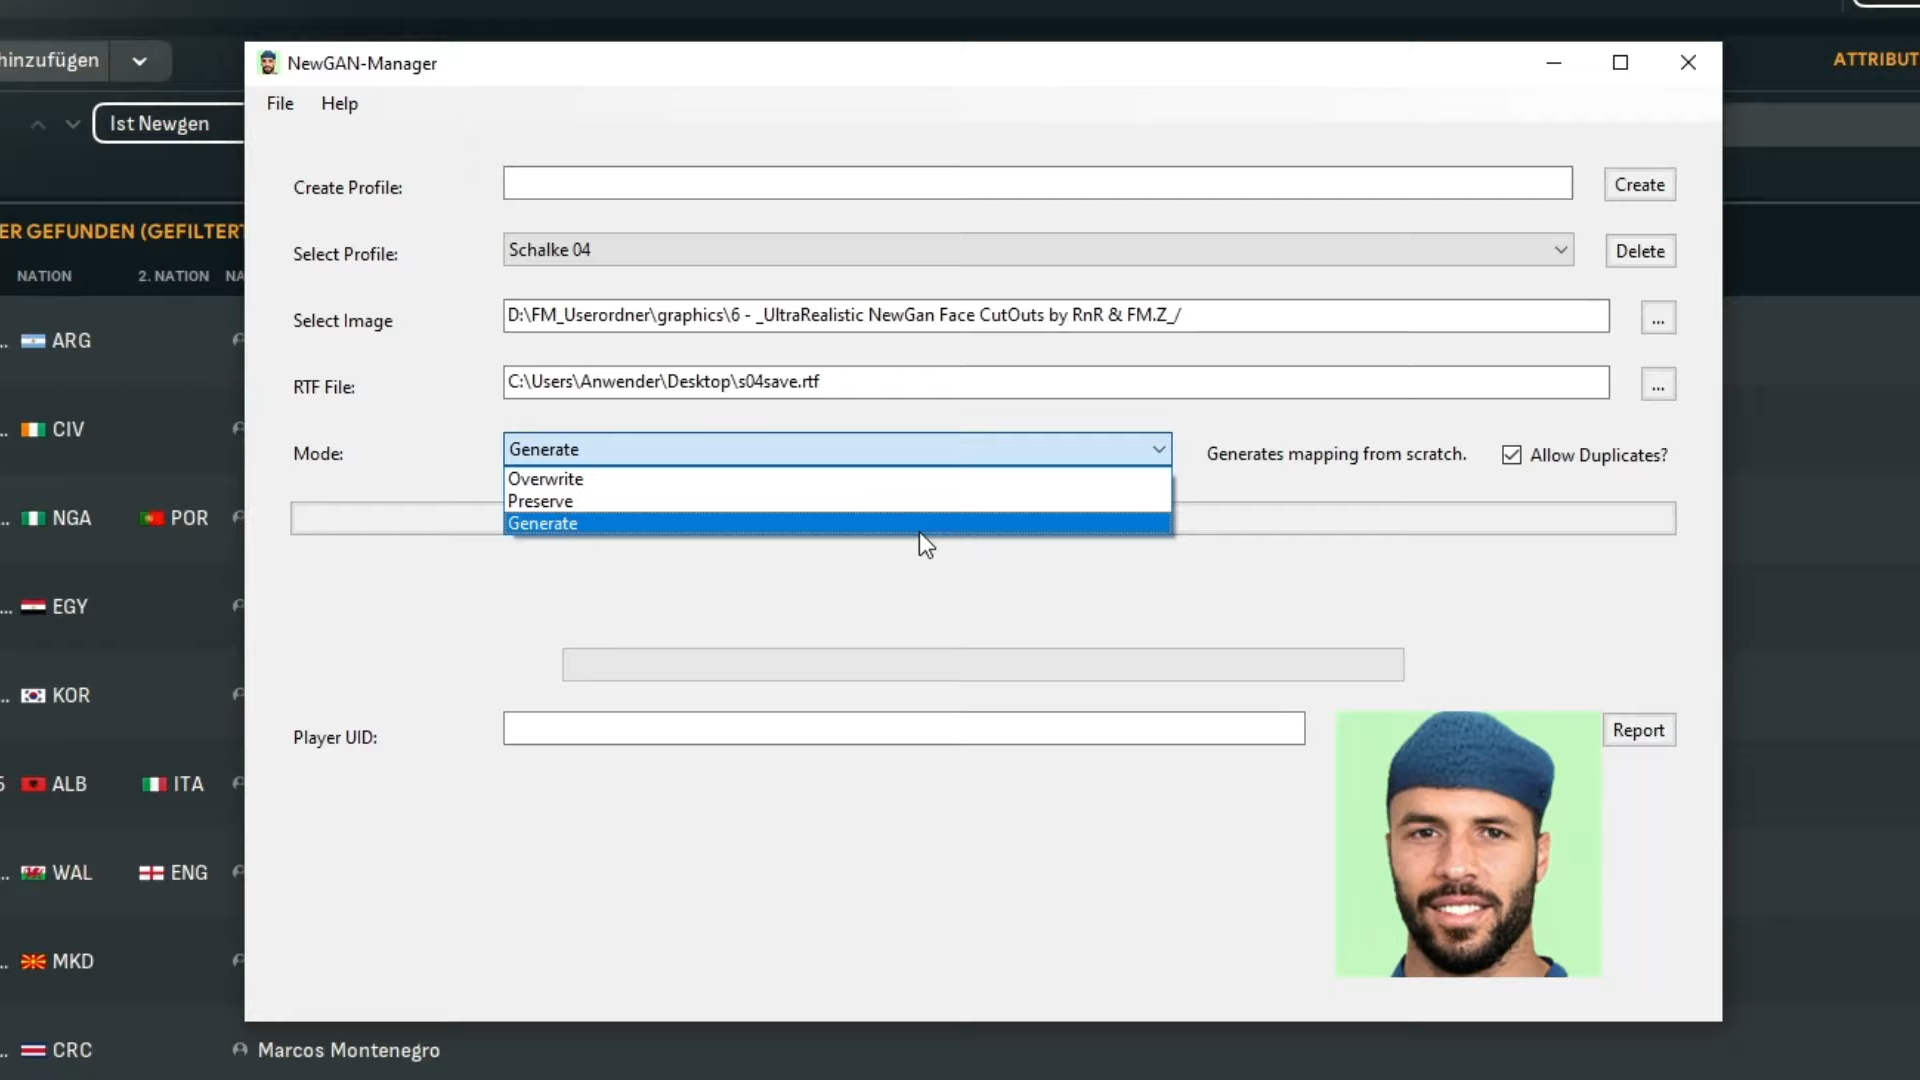 hinzufügen
ATTRIBUT
Ist Newgen
ER GEFUNDEN (GEFILTERT
NATION 2. NATION NA
ARG
CIV
NGA POR
EGY
KOR
ALB ITA
WAL ENG
MKD
CRC Marcos Montenegro
NewGAN-Manager
File Help
Create Profile: Create
Select Profile: Schalke 04 Delete
Select Image D:\FM_Userordner\graphics\6 - _UltraRealistic NewGan Face CutOuts by RnR & FM.Z_/ ...
RTF File: C:\Users\Anwender\Desktop\s04save.rtf ...
Mode: Generate Generates mapping from scratch. Allow Duplicates?
Overwrite
Preserve
Generate
Player UID: Report